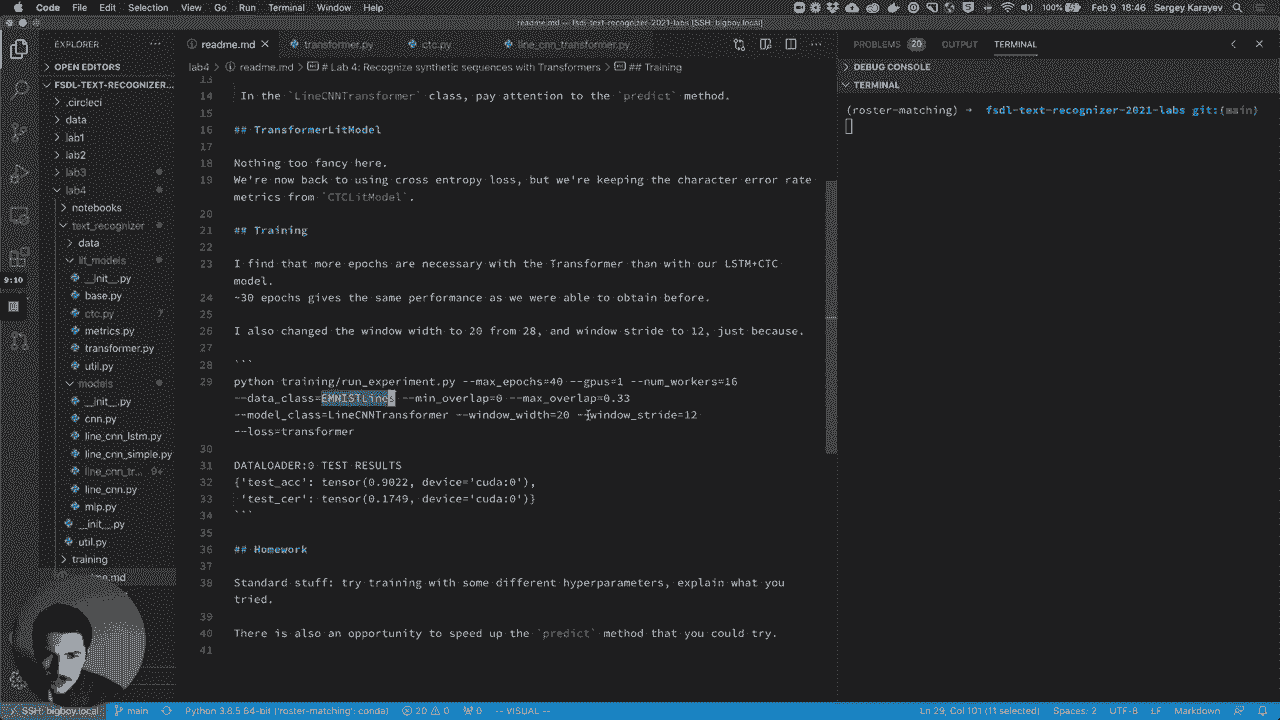 Code File Edit Selection View Go Run Terminal Window Help
100% Feb 9 18:46 Sergey Karayev
readme.md — fsdl-text-recognizer-2021-labs [SSH: bigboy.local]
EXPLORER
OPEN EDITORS
FSDL-TEXT-RECOGNIZER...
.circleci
data
lab1
lab2
lab3
lab4
notebooks
text_recognizer
data
lit_models
__init__.py
base.py
ctc.py 7
metrics.py
transformer.py
util.py
models
__init__.py
cnn.py
line_cnn_lstm.py
line_cnn_simple.py
line_cnn_tr... 9+
line_cnn.py
mlp.py
__init__.py
util.py
training
9:10
readme.md transformer.py ctc.py line_cnn_transformer.py
lab4 > readme.md > # Lab 4: Recognize synthetic sequences with Transformers > ## Training
13
14 In the `LineCNNTransformer` class, pay attention to the `predict` method.
15
16 ## TransformerLitModel
17
18 Nothing too fancy here.
19 We're now back to using cross entropy loss, but we're keeping the character error rate
metrics from `CTCLitModel`.
20
21 ## Training
22
23 I find that more epochs are necessary with the Transformer than with our LSTM+CTC
model.
24 ~30 epochs gives the same performance as we were able to obtain before.
25
26 I also changed the window width to 20 from 28, and window stride to 12, just because.
27
28 ```
29 python training/run_experiment.py --max_epochs=40 --gpus=1 --num_workers=16
--data_class=EMNISTLines --min_overlap=0 --max_overlap=0.33
--model_class=LineCNNTransformer --window_width=20 --window_stride=12
--loss=transformer
30
31 DATALOADER:0 TEST RESULTS
32 {'test_acc': tensor(0.9022, device='cuda:0'),
33 'test_cer': tensor(0.1749, device='cuda:0')}
34 ```
35
36 ## Homework
37
38 Standard stuff: try training with some different hyperparameters, explain what you
tried.
39
40 There is also an opportunity to speed up the `predict` method that you could try.
41
PROBLEMS 20 OUTPUT TERMINAL
DEBUG CONSOLE
TERMINAL
(roster-matching) → fsdl-text-recognizer-2021-labs git:(main)
SSH: bigboy.local main Python 3.8.5 64-bit ('roster-matching': conda) 20 0 0 -- VISUAL -- Ln 29, Col 101 (11 selected) Spaces: 2 UTF-8 LF Markdown